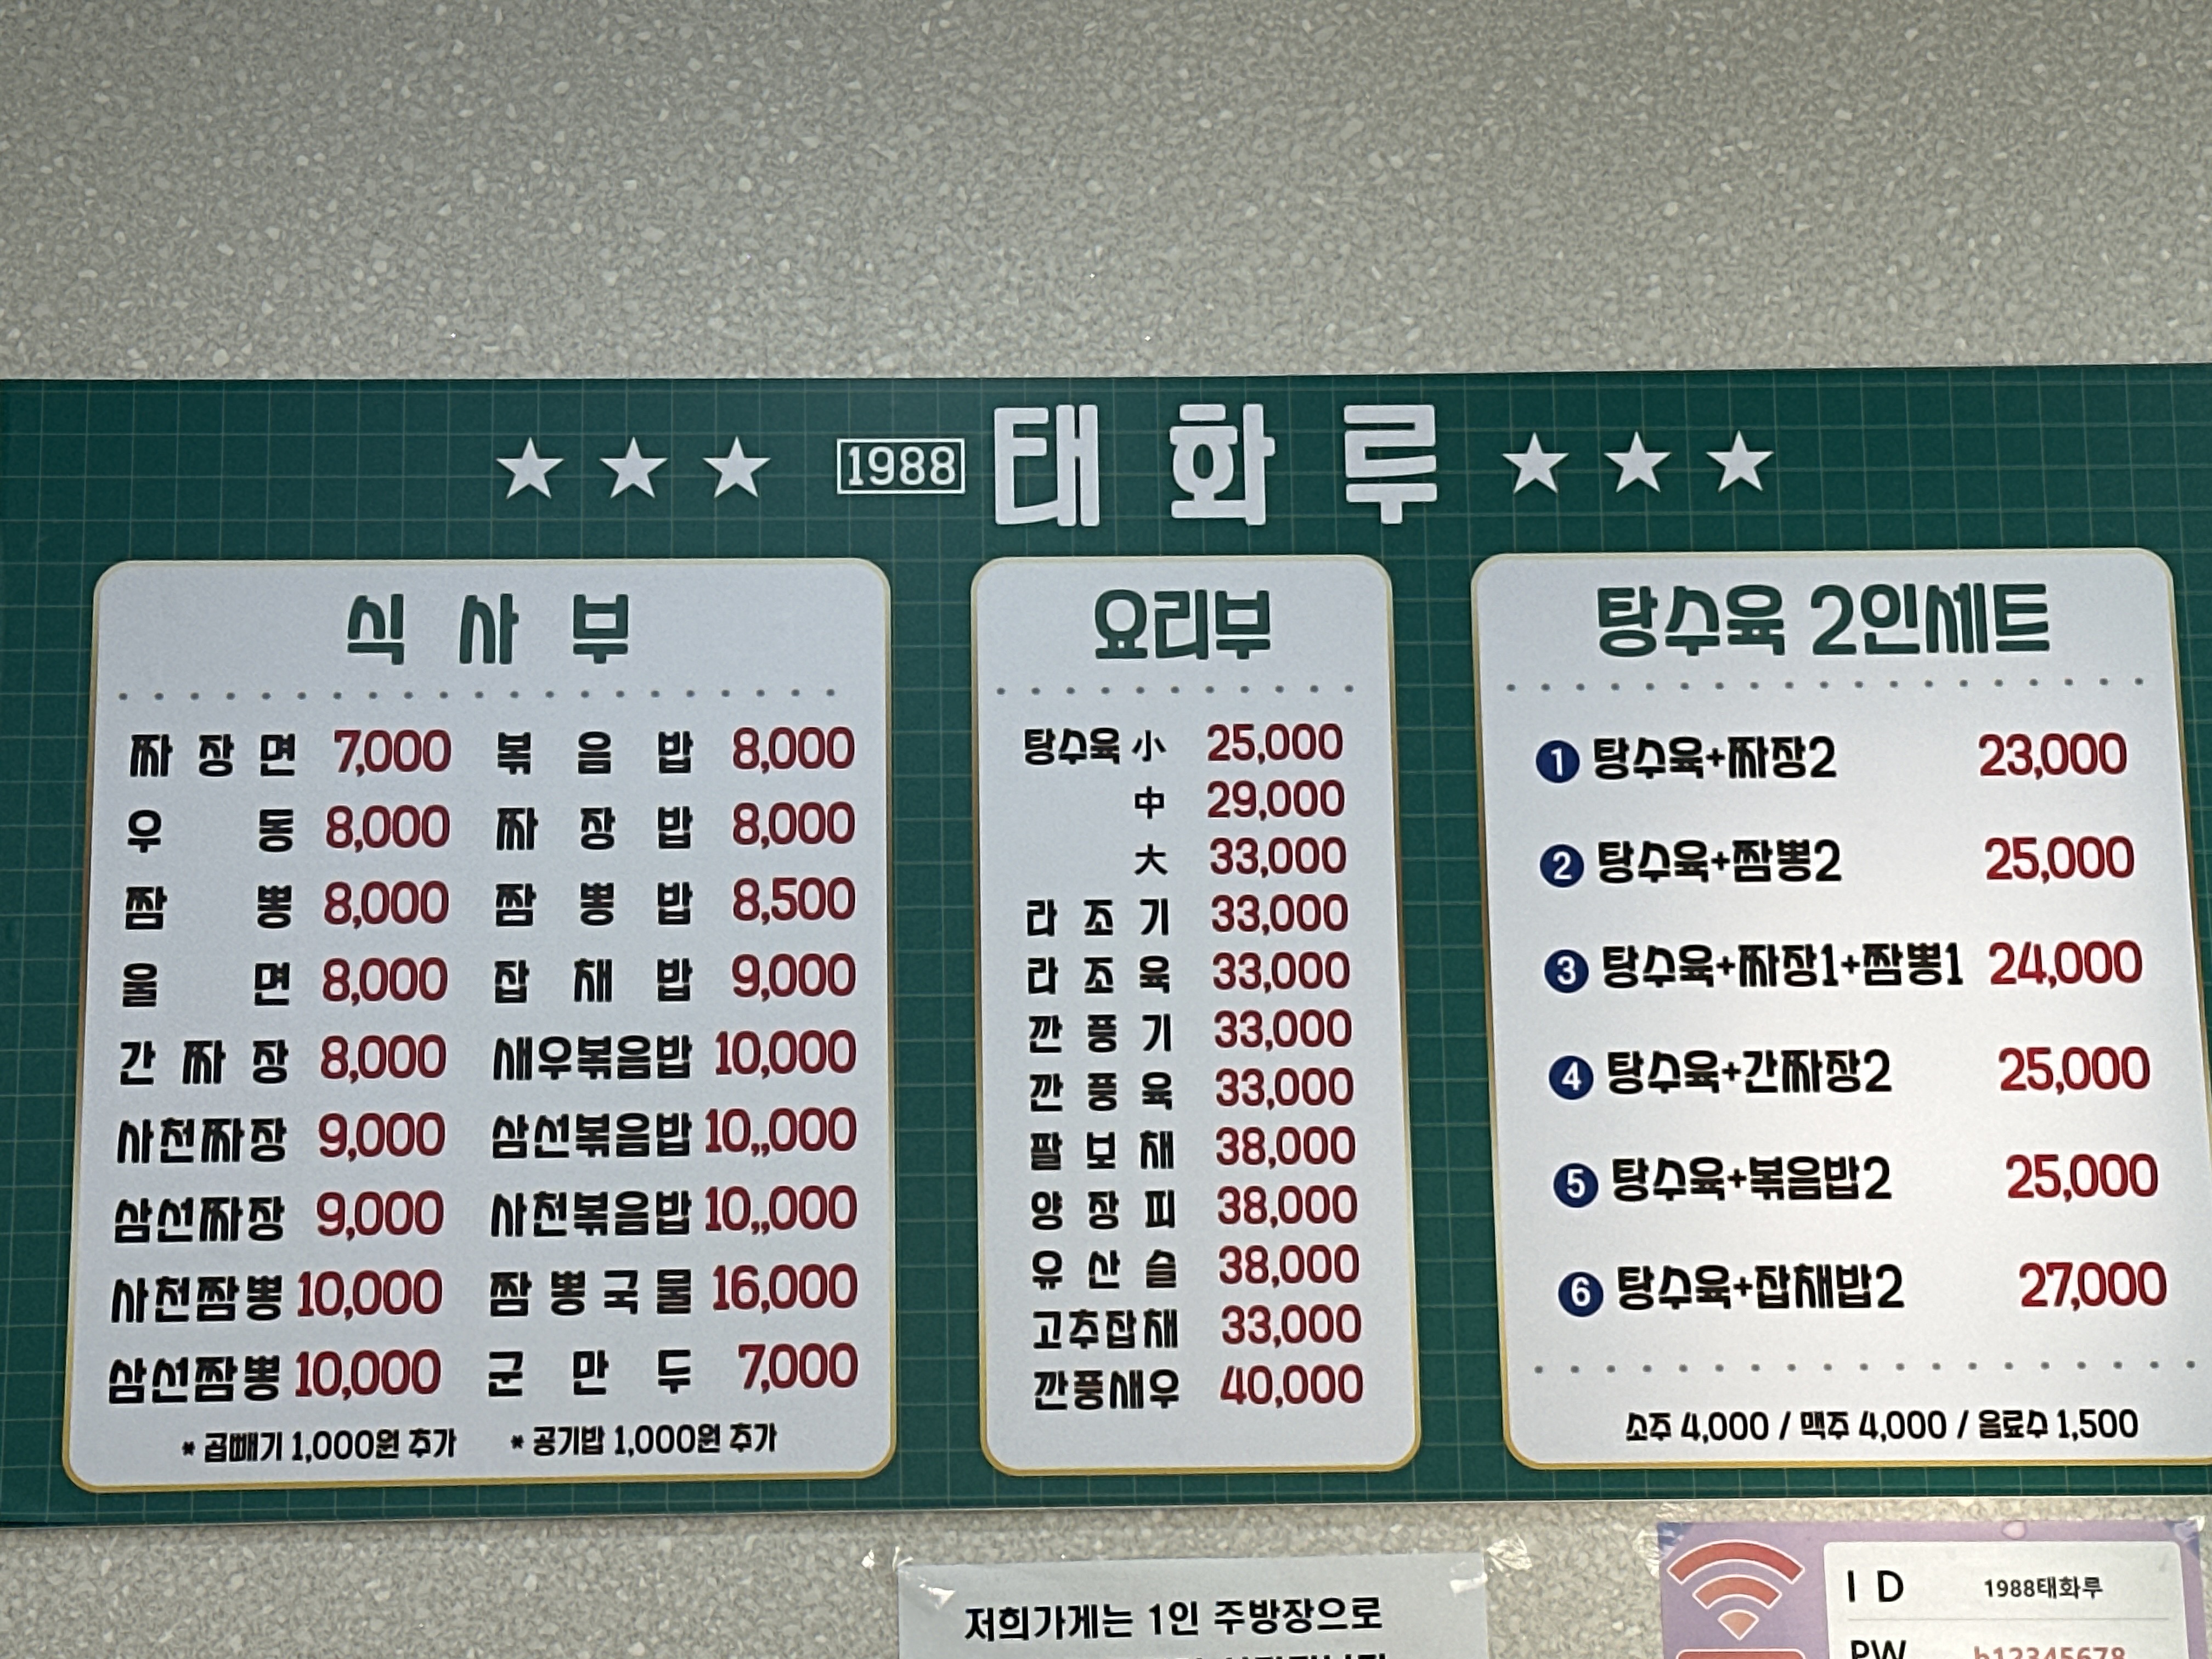 1988 태화루
식사부
짜장면 7,000
우동 8,000
짬뽕 8,000
울면 8,000
간짜장 8,000
사천짜장 9,000
삼선짜장 9,000
사천짬뽕 10,000
삼선짬뽕 10,000
볶음밥 8,000
짜장밥 8,000
짬뽕밥 8,500
잡채밥 9,000
새우볶음밥 10,000
삼선볶음밥 10,,000
사천볶음밥 10,,000
짬뽕국물 16,000
군만두 7,000
* 곱빼기 1,000원 추가 * 공기밥 1,000원 추가
요리부
탕수육 小 25,000
中 29,000
大 33,000
라조기 33,000
라조육 33,000
깐풍기 33,000
깐풍육 33,000
팔보채 38,000
양장피 38,000
유산슬 38,000
고추잡채 33,000
깐풍새우 40,000
탕수육 2인세트
1 탕수육+짜장2 23,000
2 탕수육+짬뽕2 25,000
3 탕수육+짜장1+짬뽕1 24,000
4 탕수육+간짜장2 25,000
5 탕수육+볶음밥2 25,000
6 탕수육+잡채밥2 27,000
소주 4,000 / 맥주 4,000 / 음료수 1,500
저희가게는 1인 주방장으로
ID 1988태화루
PW b12345678